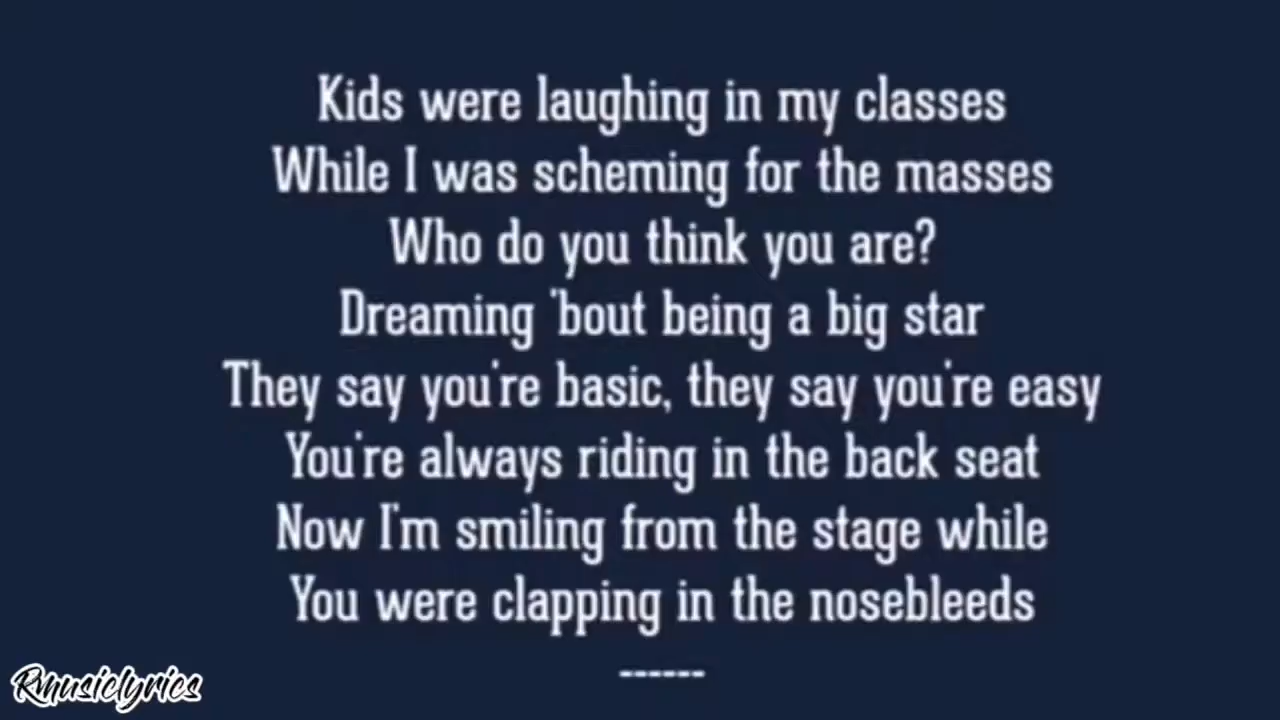 Kids were laughing in my classes
While I was scheming for the masses
Who do you think you are?
Dreaming 'bout being a big star
They say you're basic, they say you're easy
You're always riding in the back seat
Now I'm smiling from the stage while
You were clapping in the nosebleeds
------
Rmusiclyrics